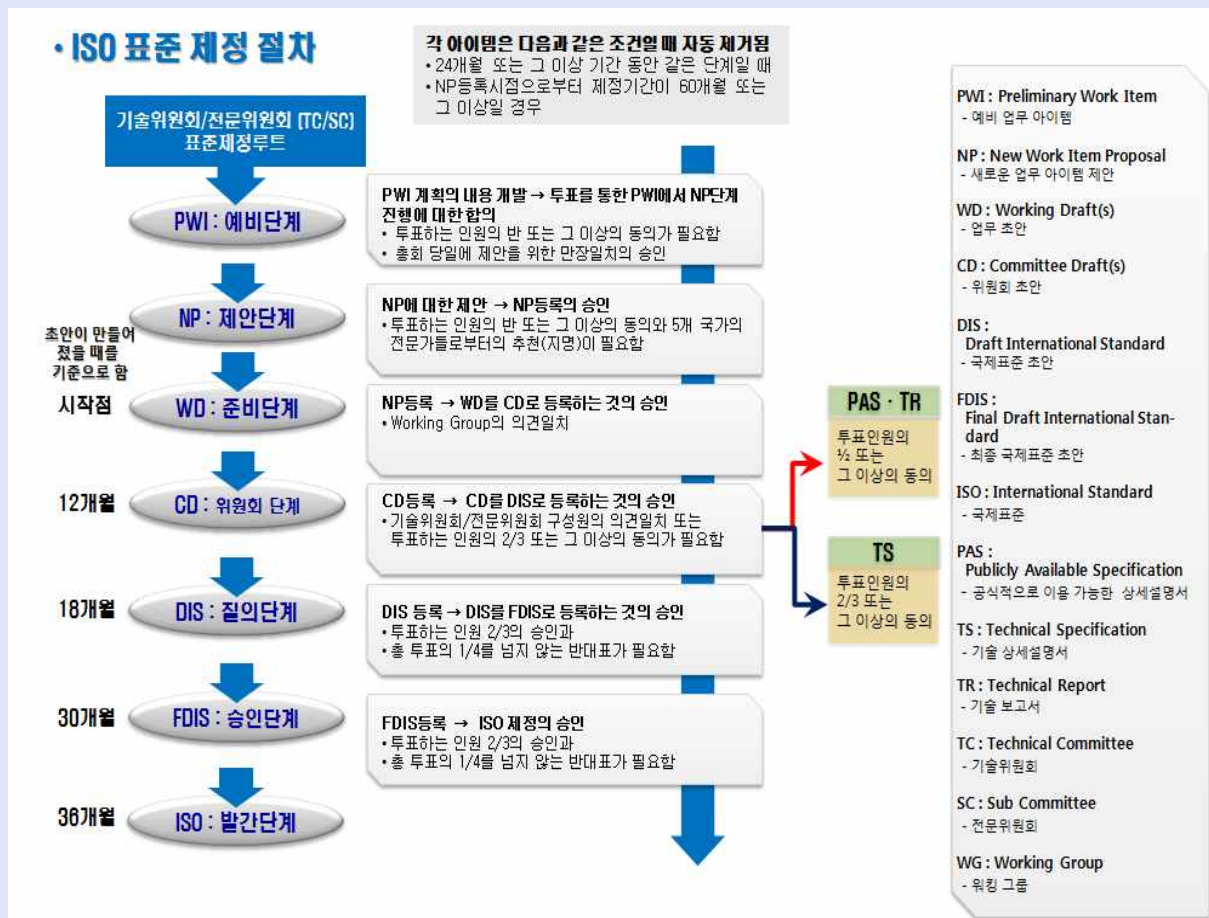 • ISO 표준 제정 절차
각 아이템은 다음과 같은 조건일 때 자동 제거됨
• 24개월 또는 그 이상 기간 동안 같은 단계일 때
• NP등록시점으로부터 제정기간이 60개월 또는
그 이상일 경우
기술위원회/전문위원회 (TC/SC)
표준제정루트
PWI : 예비단계
PWI 계획의 내용 개발 → 투표를 통한 PWI에서 NP단계
진행에 대한 합의
• 투표하는 인원의 반 또는 그 이상의 동의가 필요함
• 총회 당일에 제안을 위한 만장일치의 승인
NP : 제안단계
NP에 대한 제안 → NP등록의 승인
• 투표하는 인원의 반 또는 그 이상의 동의와 5개 국가의
전문가들로부터의 추천(지명)이 필요함
초안이 만들어
졌을 때를
기준으로 함
시작점
WD : 준비단계
NP등록 → WD를 CD로 등록하는 것의 승인
• Working Group의 의견일치
12개월
CD : 위원회 단계
CD등록 → CD를 DIS로 등록하는 것의 승인
• 기술위원회/전문위원회 구성원의 의견일치 또는
투표하는 인원의 2/3 또는 그 이상의 동의가 필요함
PAS · TR
투표인원의
½ 또는
그 이상의 동의
TS
투표인원의
2/3 또는
그 이상의 동의
18개월
DIS : 질의단계
DIS 등록 → DIS를 FDIS로 등록하는 것의 승인
• 투표하는 인원 2/3의 승인과
• 총 투표의 1/4를 넘지 않는 반대표가 필요함
30개월
FDIS : 승인단계
FDIS등록 → ISO 제정의 승인
• 투표하는 인원 2/3의 승인과
• 총 투표의 1/4를 넘지 않는 반대표가 필요함
36개월
ISO : 발간단계
PWI : Preliminary Work Item
- 예비 업무 아이템
NP : New Work Item Proposal
- 새로운 업무 아이템 제안
WD : Working Draft(s)
- 업무 초안
CD : Committee Draft(s)
- 위원회 초안
DIS :
Draft International Standard
- 국제표준 초안
FDIS :
Final Draft International Stan-
dard
- 최종 국제표준 초안
ISO : International Standard
- 국제표준
PAS :
Publicly Available Specification
- 공식적으로 이용 가능한 상세설명서
TS : Technical Specification
- 기술 상세설명서
TR : Technical Report
- 기술 보고서
TC : Technical Committee
- 기술위원회
SC : Sub Committee
- 전문위원회
WG : Working Group
- 워킹 그룹